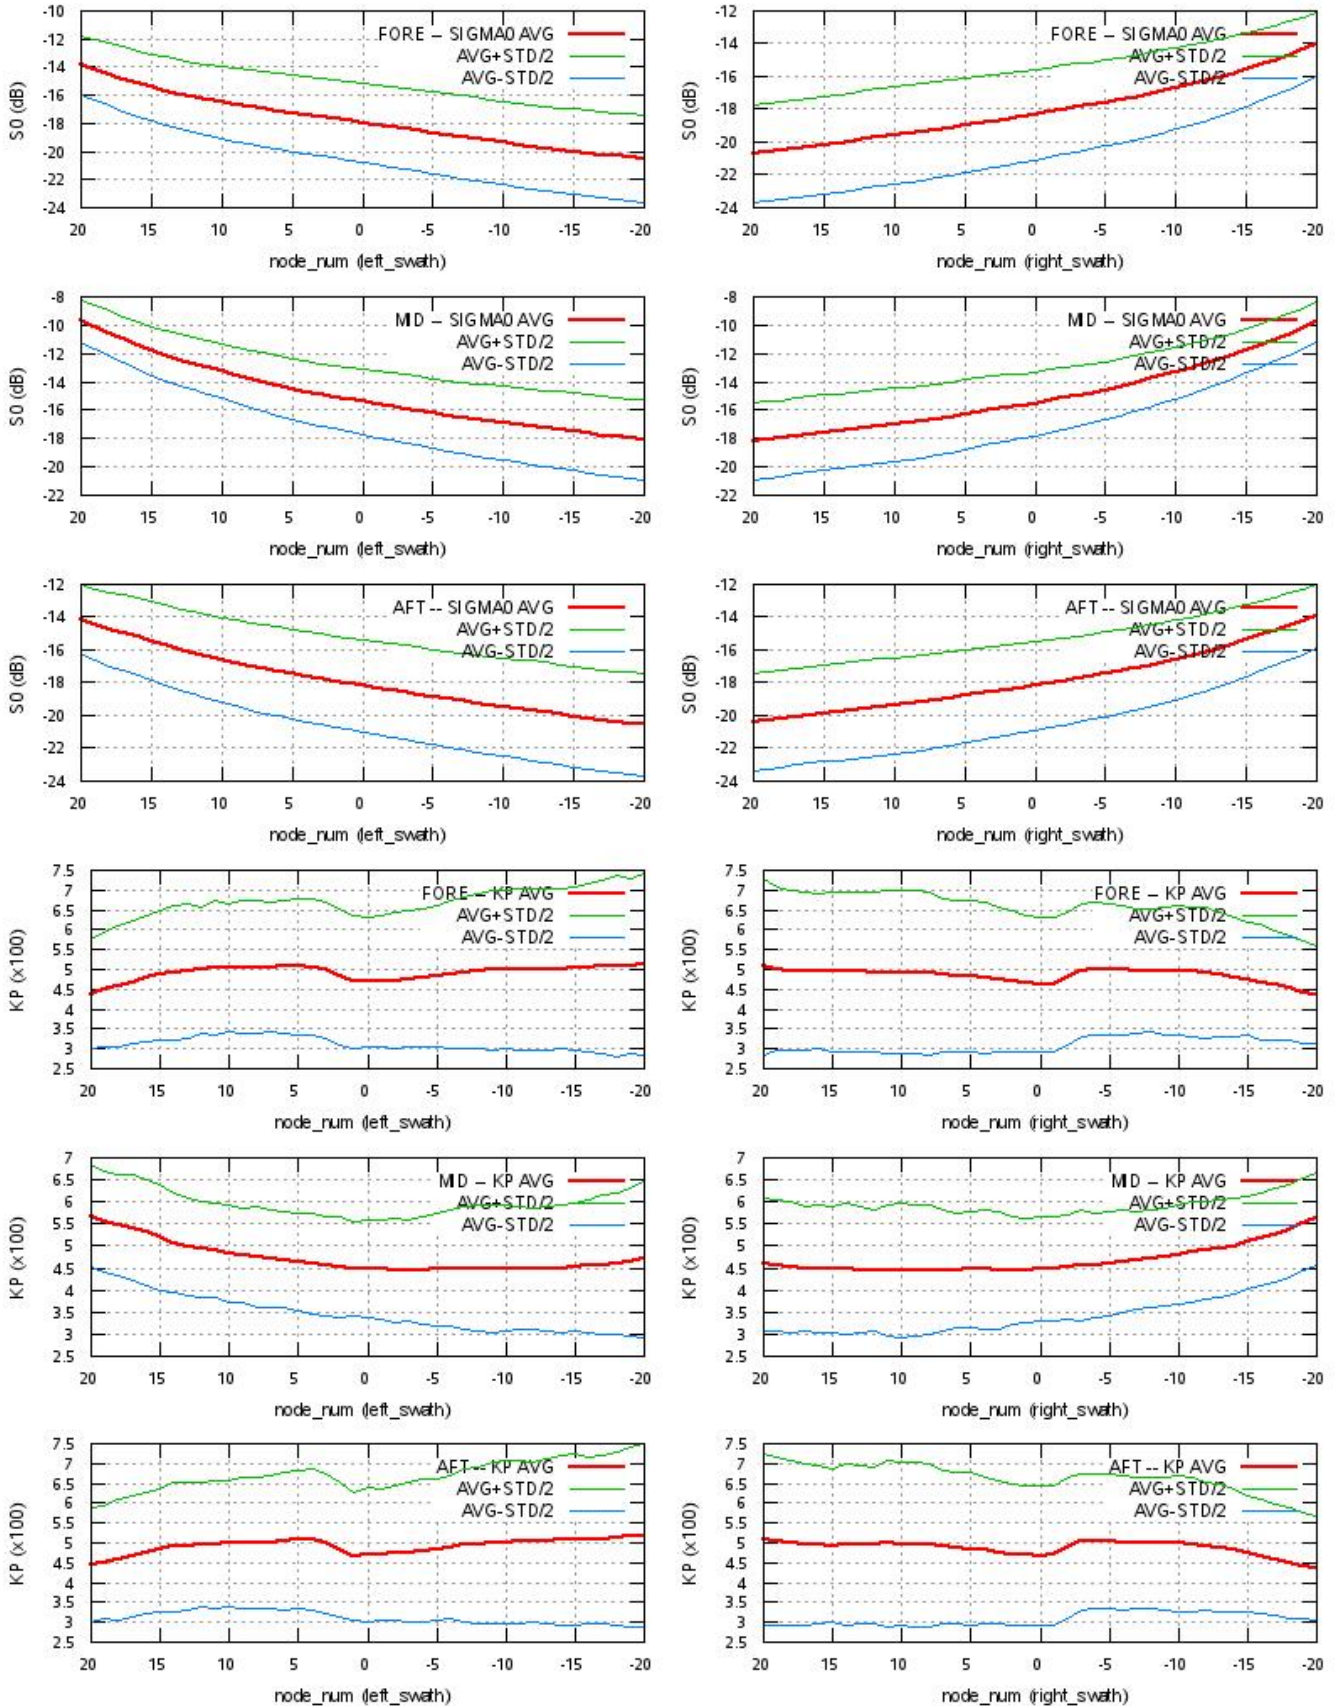 -10
-12
-14
-16
-18
-20
-22
-24
S0 (dB)
FORE -- SIGMA0 AVG
AVG+STD/2
AVG-STD/2
20 15 10 5 0 -5 -10 -15 -20
node_num (left_swath)
-12
-14
-16
-18
-20
-22
-24
S0 (dB)
FORE -- SIGMA0 AVG
AVG+STD/2
AVG-STD/2
20 15 10 5 0 -5 -10 -15 -20
node_num (right_swath)
-8
-10
-12
-14
-16
-18
-20
-22
S0 (dB)
MID -- SIGMA0 AVG
AVG+STD/2
AVG-STD/2
20 15 10 5 0 -5 -10 -15 -20
node_num (left_swath)
-8
-10
-12
-14
-16
-18
-20
-22
S0 (dB)
MID -- SIGMA0 AVG
AVG+STD/2
AVG-STD/2
20 15 10 5 0 -5 -10 -15 -20
node_num (right_swath)
-12
-14
-16
-18
-20
-22
-24
S0 (dB)
AFT -- SIGMA0 AVG
AVG+STD/2
AVG-STD/2
20 15 10 5 0 -5 -10 -15 -20
node_num (left_swath)
-12
-14
-16
-18
-20
-22
-24
S0 (dB)
AFT -- SIGMA0 AVG
AVG+STD/2
AVG-STD/2
20 15 10 5 0 -5 -10 -15 -20
node_num (right_swath)
7.5
7
6.5
6
5.5
5
4.5
4
3.5
3
2.5
KP (x100)
FORE -- KP AVG
AVG+STD/2
AVG-STD/2
20 15 10 5 0 -5 -10 -15 -20
node_num (left_swath)
7.5
7
6.5
6
5.5
5
4.5
4
3.5
3
2.5
KP (x100)
FORE -- KP AVG
AVG+STD/2
AVG-STD/2
20 15 10 5 0 -5 -10 -15 -20
node_num (right_swath)
7
6.5
6
5.5
5
4.5
4
3.5
3
2.5
KP (x100)
MID -- KP AVG
AVG+STD/2
AVG-STD/2
20 15 10 5 0 -5 -10 -15 -20
node_num (left_swath)
7
6.5
6
5.5
5
4.5
4
3.5
3
2.5
KP (x100)
MID -- KP AVG
AVG+STD/2
AVG-STD/2
20 15 10 5 0 -5 -10 -15 -20
node_num (right_swath)
7.5
7
6.5
6
5.5
5
4.5
4
3.5
3
2.5
KP (x100)
AFT -- KP AVG
AVG+STD/2
AVG-STD/2
20 15 10 5 0 -5 -10 -15 -20
node_num (left_swath)
7.5
7
6.5
6
5.5
5
4.5
4
3.5
3
2.5
KP (x100)
AFT -- KP AVG
AVG+STD/2
AVG-STD/2
20 15 10 5 0 -5 -10 -15 -20
node_num (right_swath)